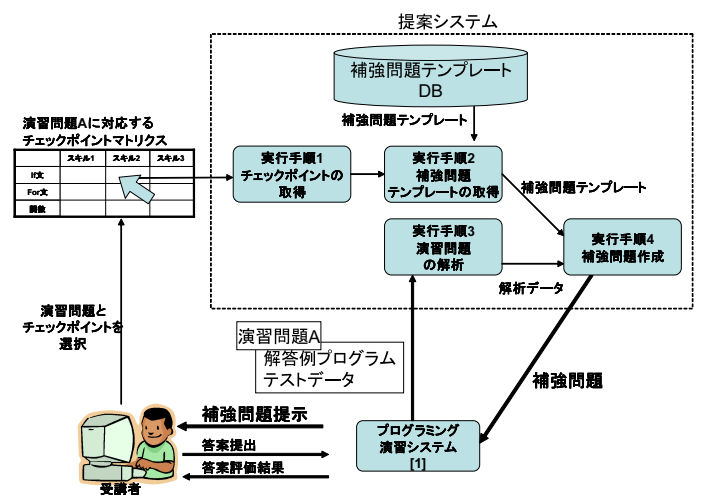 提案システム
補強問題テンプレート
DB
補強問題テンプレート
演習問題Aに対応する
チェックポイントマトリクス
スキル1 スキル2 スキル3
If文
For文
関数
実行手順1
チェックポイントの
取得
実行手順2
補強問題
テンプレートの取得
補強問題テンプレート
実行手順3
演習問題
の解析
実行手順4
補強問題作成
解析データ
演習問題と
チェックポイントを
選択
演習問題A
解答例プログラム
テストデータ
補強問題
補強問題提示
答案提出
答案評価結果
プログラミング
演習システム
[1]
受講者